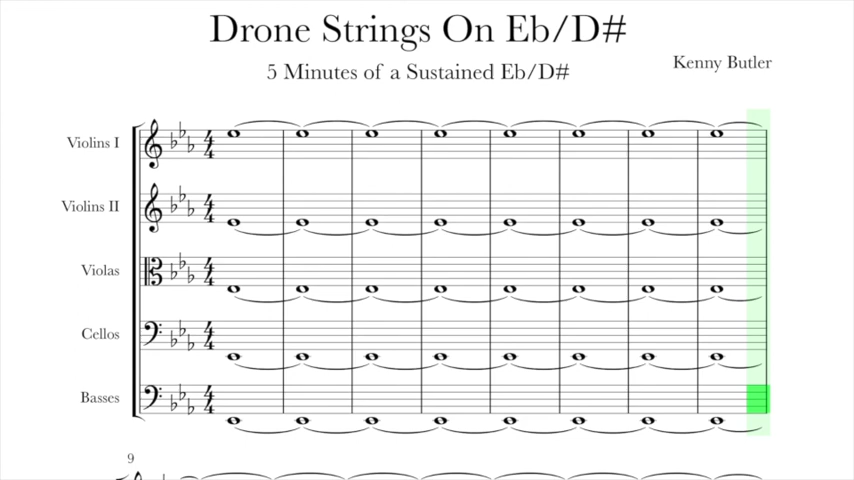 Drone Strings On Eb/D#
5 Minutes of a Sustained Eb/D#
Kenny Butler
Violins I
Violins II
Violas
Cellos
Basses
9